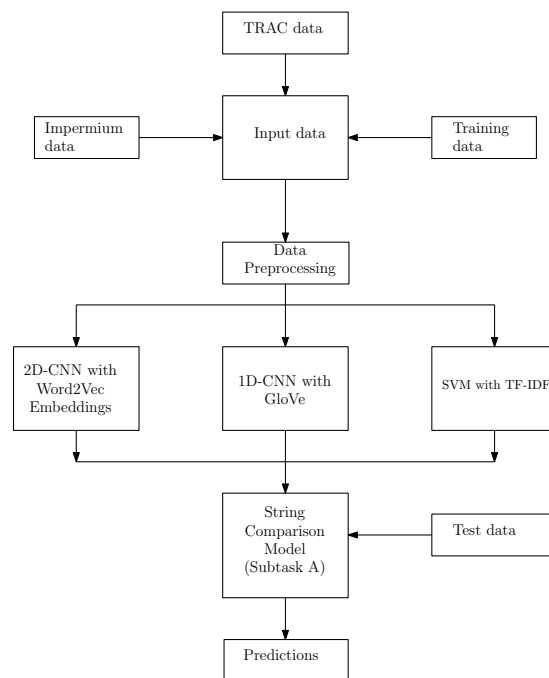 TRAC data
Impermium
data
Input data
Training
data
Data
Preprocessing
2D-CNN with
Word2Vec
Embeddings
1D-CNN with
GloVe
SVM with TF-IDF
String
Comparison
Model
(Subtask A)
Test data
Predictions